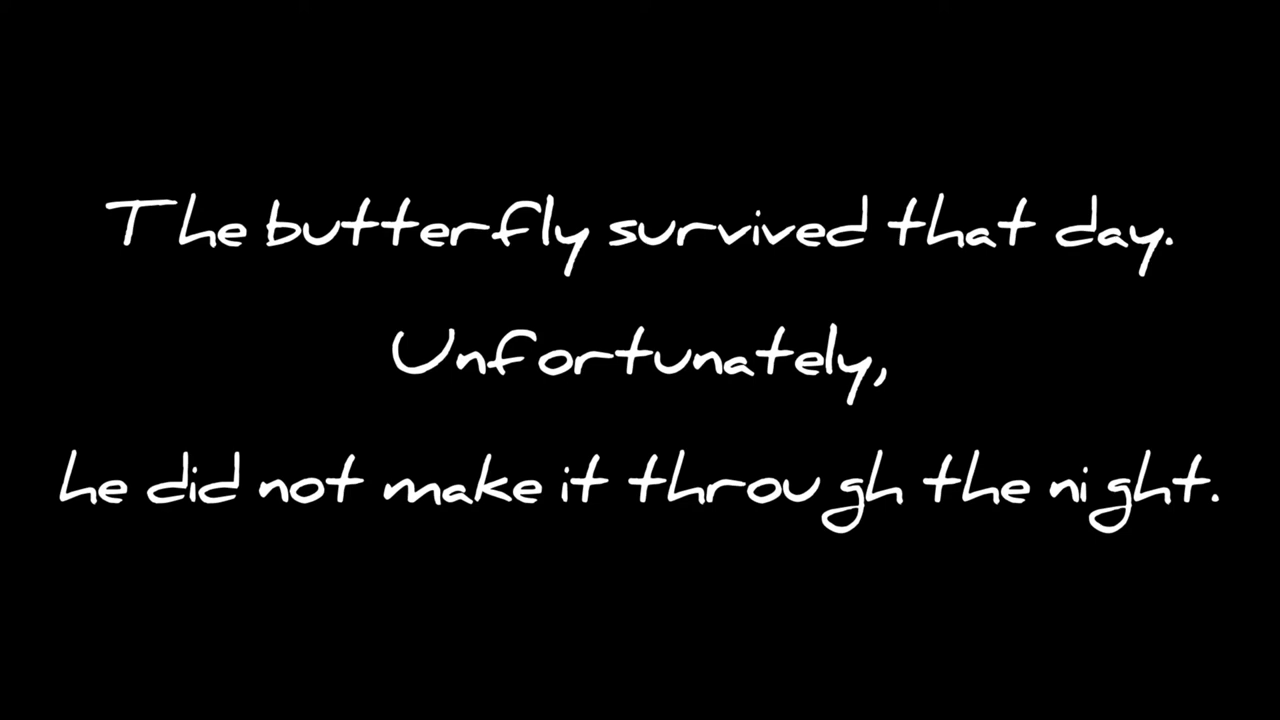 The butterfly survived that day.
Unfortunately,
he did not make it through the night.